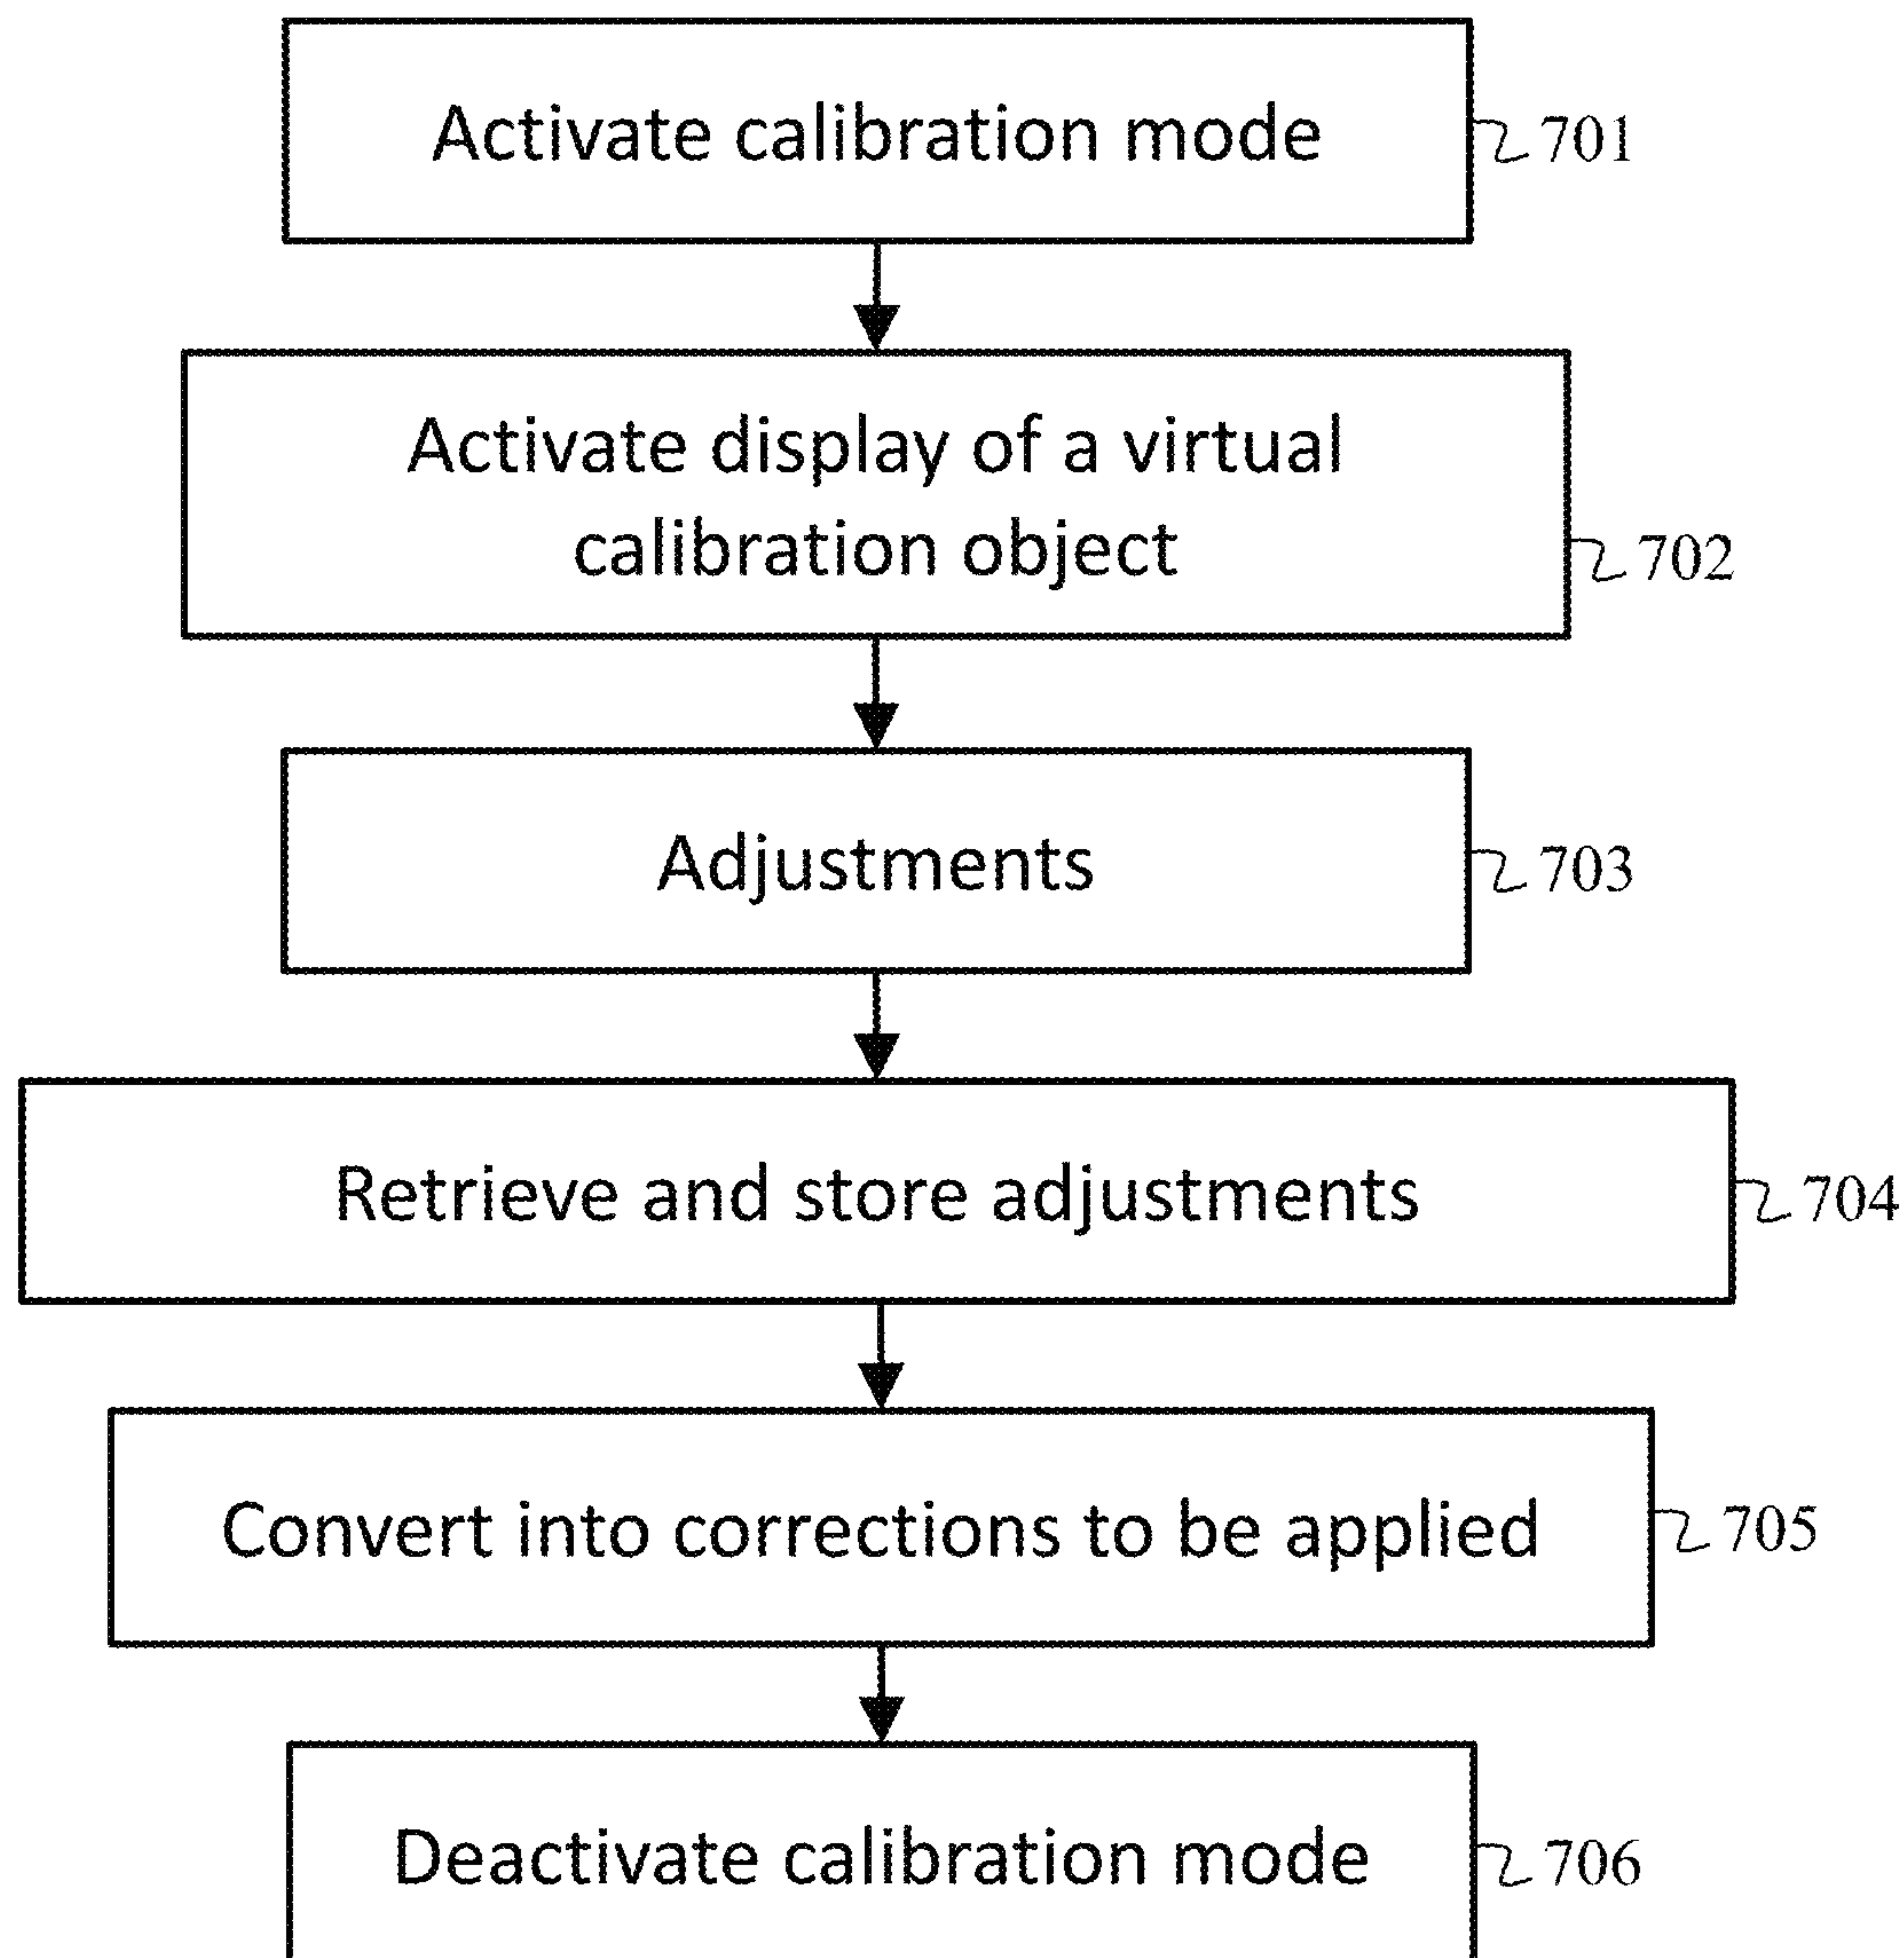 Activate calibration mode
701
Activate display of a virtual
calibration object
702
Adjustments
703
Retrieve and store adjustments
704
Convert into corrections to be applied
705
Deactivate calibration mode
706